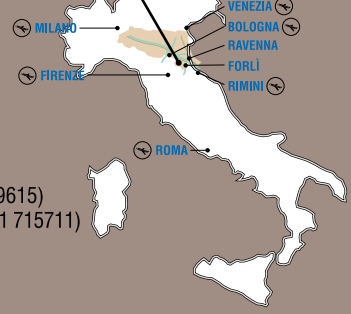 VENEZIA
MILANO
BOLOGNA
RAVENNA
FORLÌ
FIRENZE
RIMINI
ROMA
9615)
1 715711)